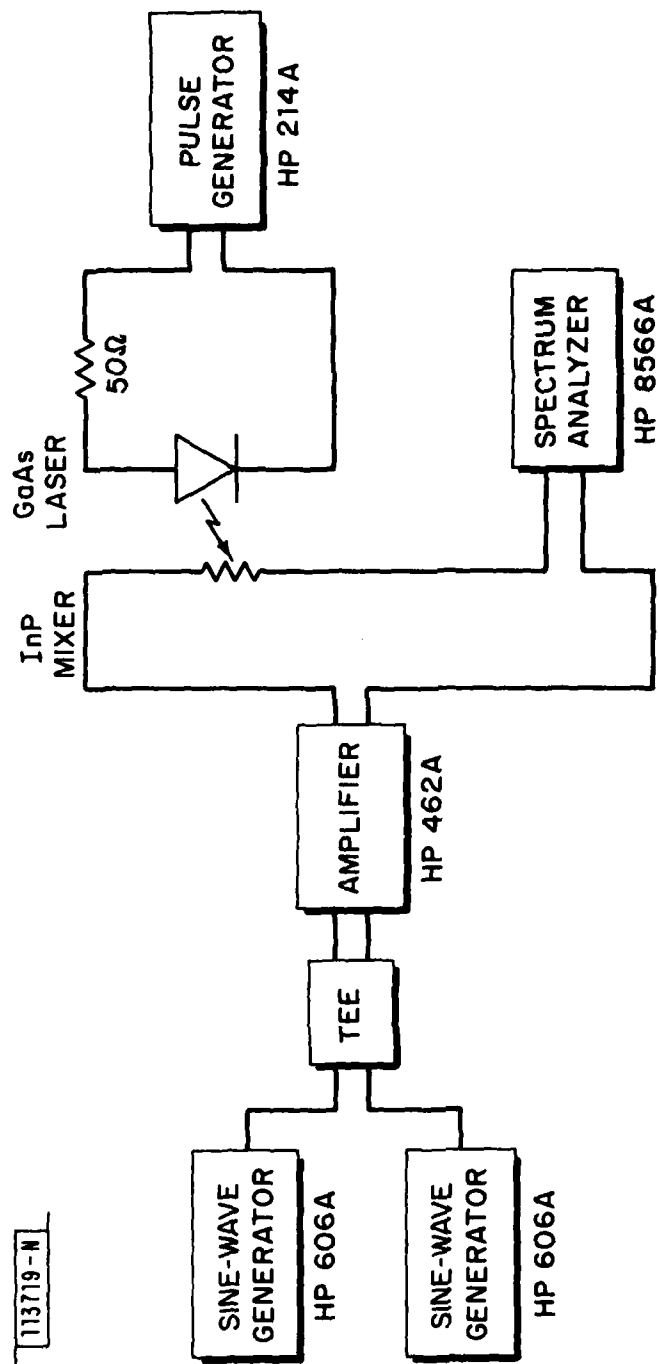 113719-N
SINE-WAVE
GENERATOR
HP 606A
SINE-WAVE
GENERATOR
HP 606A
TEE
AMPLIFIER
HP 462A
InP
MIXER
GaAs
LASER
50Ω
PULSE
GENERATOR
HP 214A
SPECTRUM
ANALYZER
HP 8566A